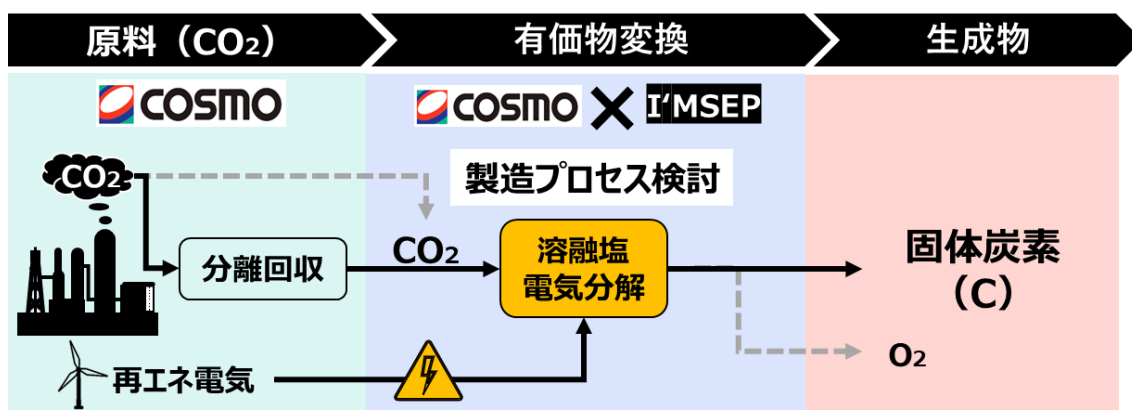 原料（CO₂）
有価物変換
生成物
COSMO
COSMO × I'MSEP
製造プロセス検討
CO₂
分離回収
CO₂
溶融塩
電気分解
固体炭素
（C）
O₂
再エネ電気